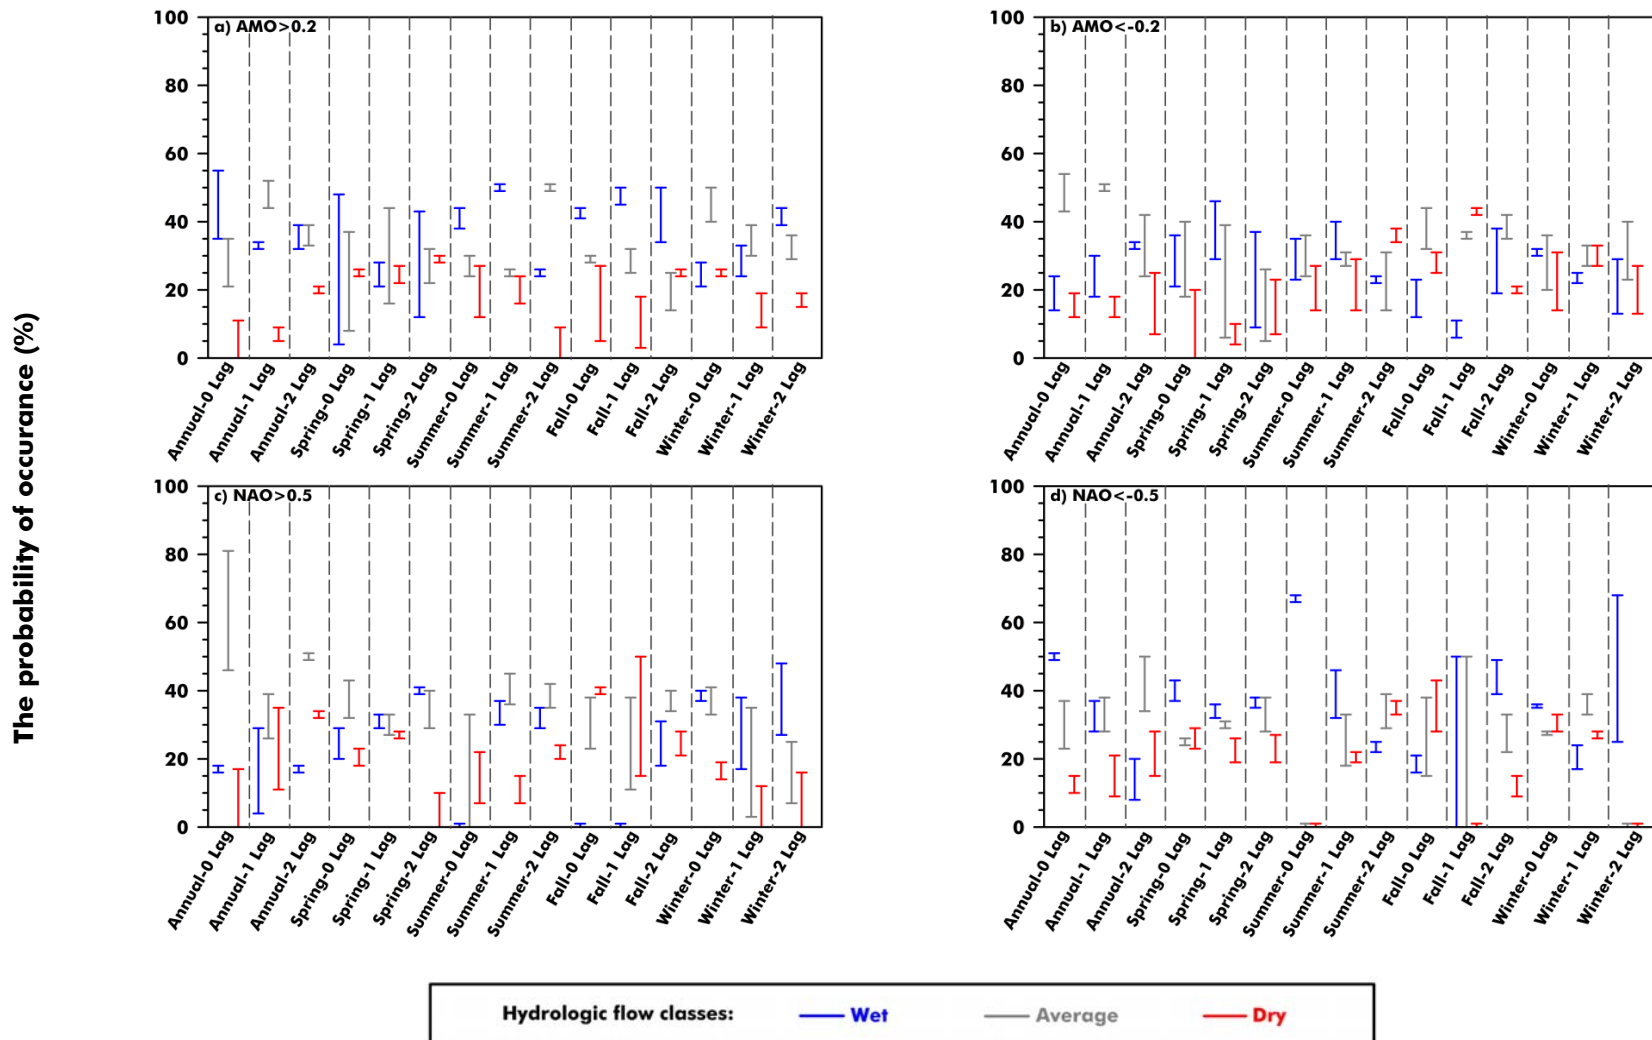 The probability of occurance (%)
a) AMO>0.2
100
80
60
40
20
0
Annual-0 Lag
Annual-1 Lag
Annual-2 Lag
Spring-0 Lag
Spring-1 Lag
Spring-2 Lag
Summer-0 Lag
Summer-1 Lag
Summer-2 Lag
Fall-0 Lag
Fall-1 Lag
Fall-2 Lag
Winter-0 Lag
Winter-1 Lag
Winter-2 Lag
b) AMO<-0.2
100
80
60
40
20
0
Annual-0 Lag
Annual-1 Lag
Annual-2 Lag
Spring-0 Lag
Spring-1 Lag
Spring-2 Lag
Summer-0 Lag
Summer-1 Lag
Summer-2 Lag
Fall-0 Lag
Fall-1 Lag
Fall-2 Lag
Winter-0 Lag
Winter-1 Lag
Winter-2 Lag
c) NAO>0.5
100
80
60
40
20
0
Annual-0 Lag
Annual-1 Lag
Annual-2 Lag
Spring-0 Lag
Spring-1 Lag
Spring-2 Lag
Summer-0 Lag
Summer-1 Lag
Summer-2 Lag
Fall-0 Lag
Fall-1 Lag
Fall-2 Lag
Winter-0 Lag
Winter-1 Lag
Winter-2 Lag
d) NAO<-0.5
100
80
60
40
20
0
Annual-0 Lag
Annual-1 Lag
Annual-2 Lag
Spring-0 Lag
Spring-1 Lag
Spring-2 Lag
Summer-0 Lag
Summer-1 Lag
Summer-2 Lag
Fall-0 Lag
Fall-1 Lag
Fall-2 Lag
Winter-0 Lag
Winter-1 Lag
Winter-2 Lag
Hydrologic flow classes: Wet Average Dry